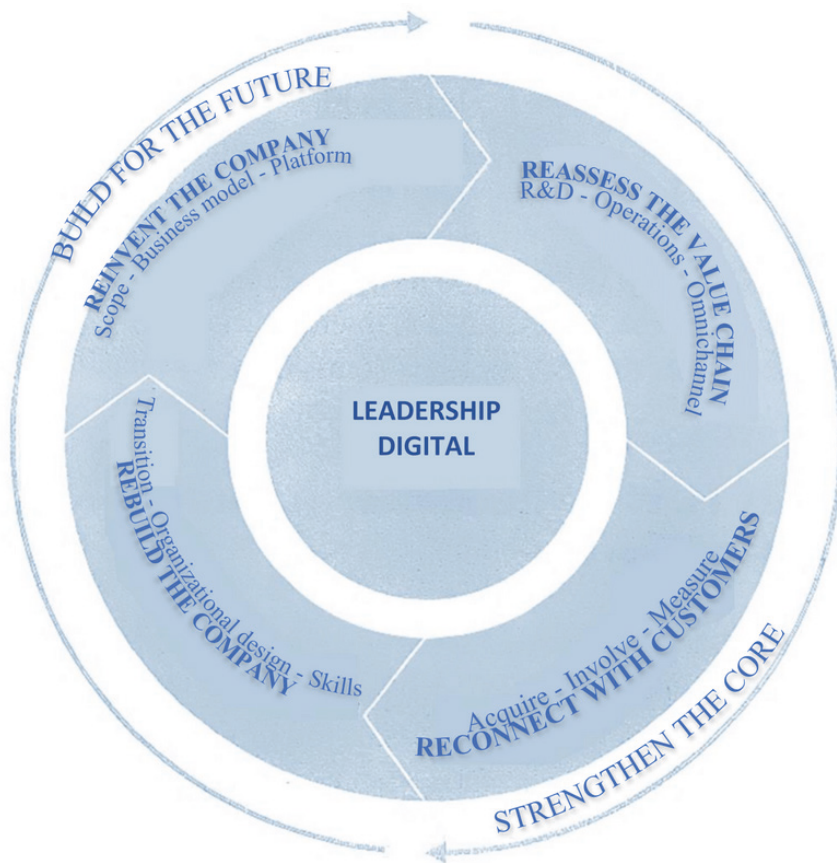 BUILD FOR THE FUTURE
REINVENT THE COMPANY
Scope - Business model - Platform
REASSESS THE VALUE CHAIN
R&D - Operations - Omnichannel
LEADERSHIP
DIGITAL
Transition - Organizational design - Skills
REBUILD THE COMPANY
Acquire - Involve - Measure
RECONNECT WITH CUSTOMERS
STRENGTHEN THE CORE